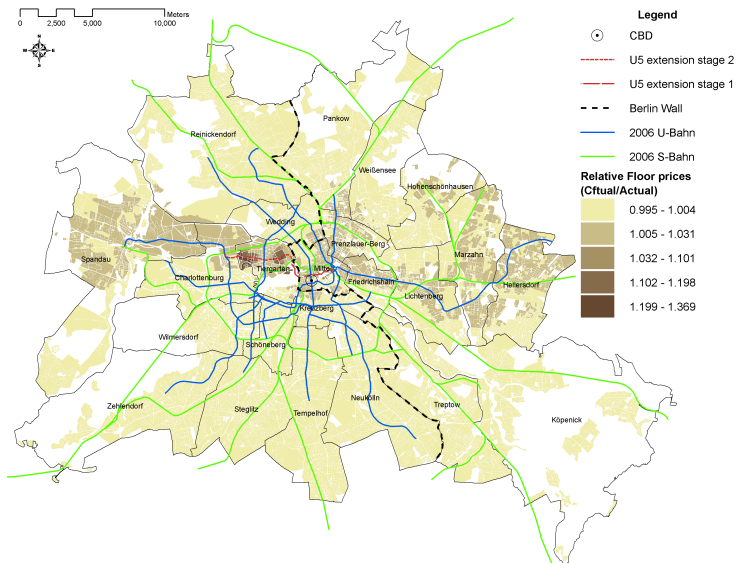 Meters
0 2,500 5,000 10,000
N
W E
S
Legend
CBD
U5 extension stage 2
U5 extension stage 1
Berlin Wall
2006 U-Bahn
2006 S-Bahn
Relative Floor prices
(Cftual/Actual)
0.995 - 1.004
1.005 - 1.031
1.032 - 1.101
1.102 - 1.198
1.199 - 1.369
Pankow
Reinickendorf
Weißensee
Hohenschönhausen
Wedding
Prenzlauer-Berg
Marzahn
Spandau
Tiergarten
Mitte
Charlottenburg
Friedrichshain
Hellersdorf
Lichtenberg
Kreuzberg
Wilmersdorf
Schöneberg
Zehlendorf
Steglitz
Tempelhof
Neukölln
Treptow
Köpenick